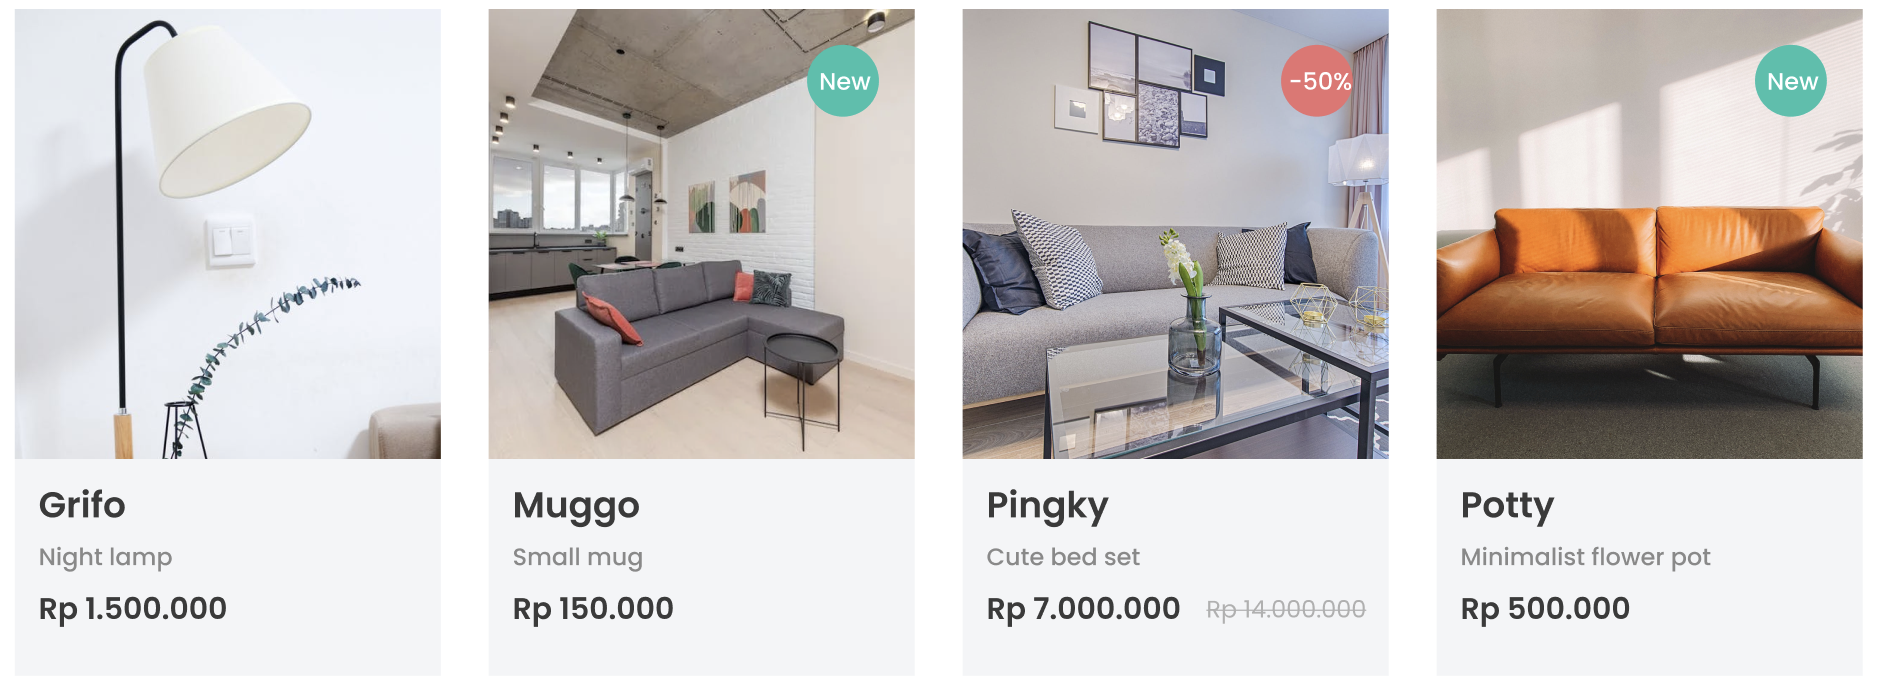 New
-50%
New
Grifo
Night lamp
Rp 1.500.000
Muggo
Small mug
Rp 150.000
Pingky
Cute bed set
Rp 7.000.000 Rp 14.000.000
Potty
Minimalist flower pot
Rp 500.000